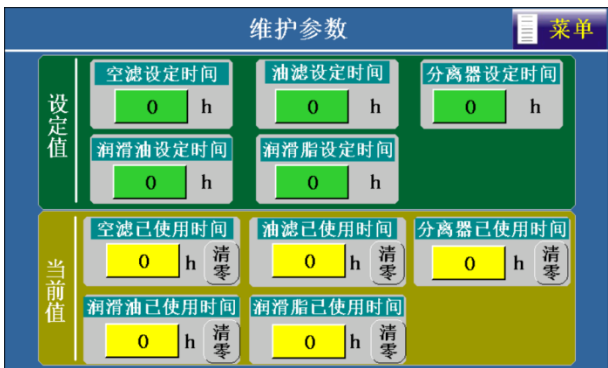 维护参数
菜单
设定值
空滤设定时间
0 h
油滤设定时间
0 h
分离器设定时间
0 h
润滑油设定时间
0 h
润滑脂设定时间
0 h
当前值
空滤已使用时间
0 h 清零
油滤已使用时间
0 h 清零
分离器已使用时间
0 h 清零
润滑油已使用时间
0 h 清零
润滑脂已使用时间
0 h 清零